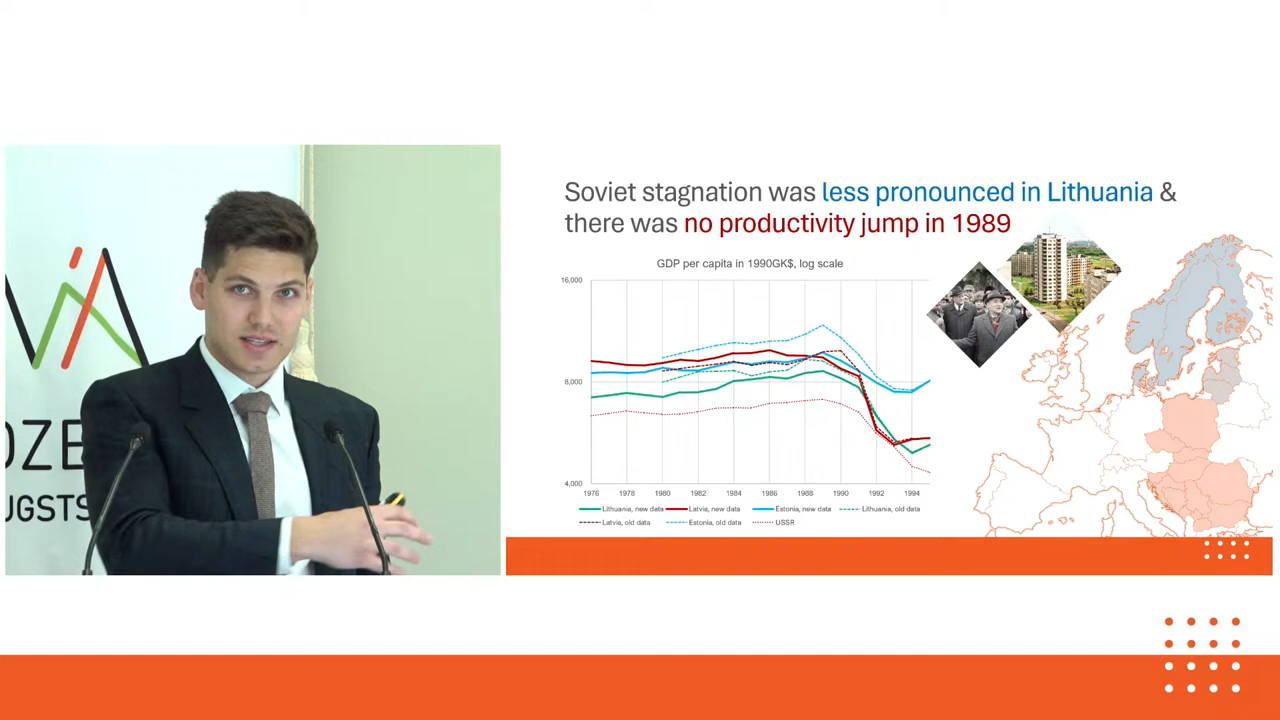 Soviet stagnation was less pronounced in Lithuania &
there was no productivity jump in 1989
GDP per capita in 1990GK$, log scale
16,000
8,000
4,000
1976 1978 1980 1982 1984 1986 1988 1990 1992 1994
Lithuania, new data Latvia, new data Estonia, new data Lithuania, old data
Latvia, old data Estonia, old data USSR